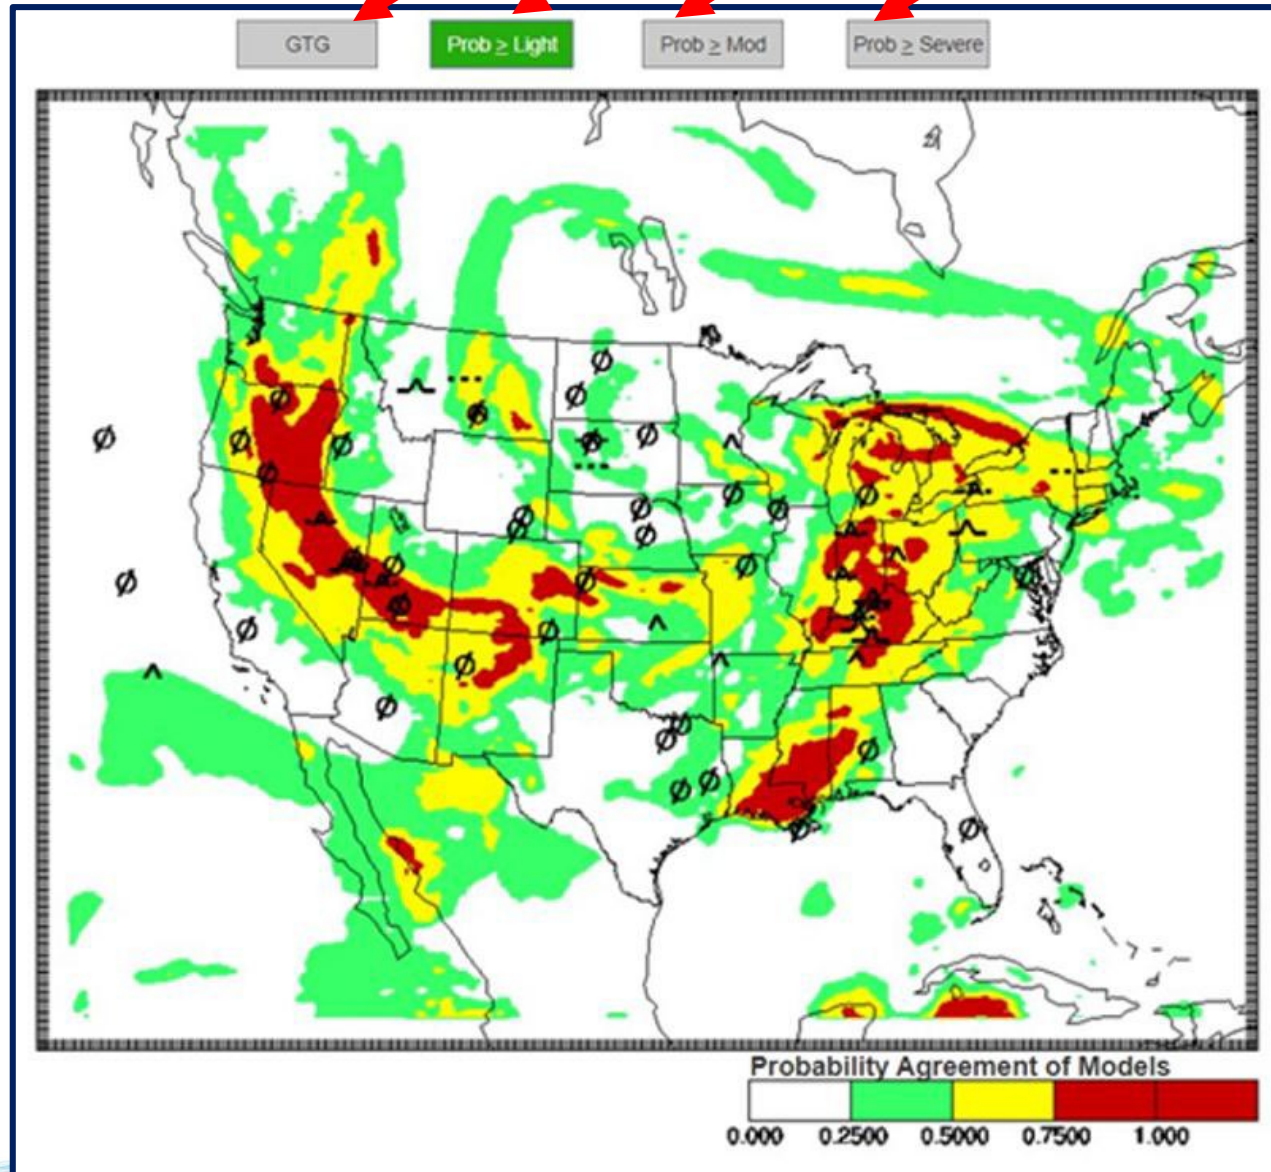 GTG
Prob ≥ Light
Prob ≥ Mod
Prob ≥ Severe
Probability Agreement of Models
0.000 0.2500 0.5000 0.7500 1.000